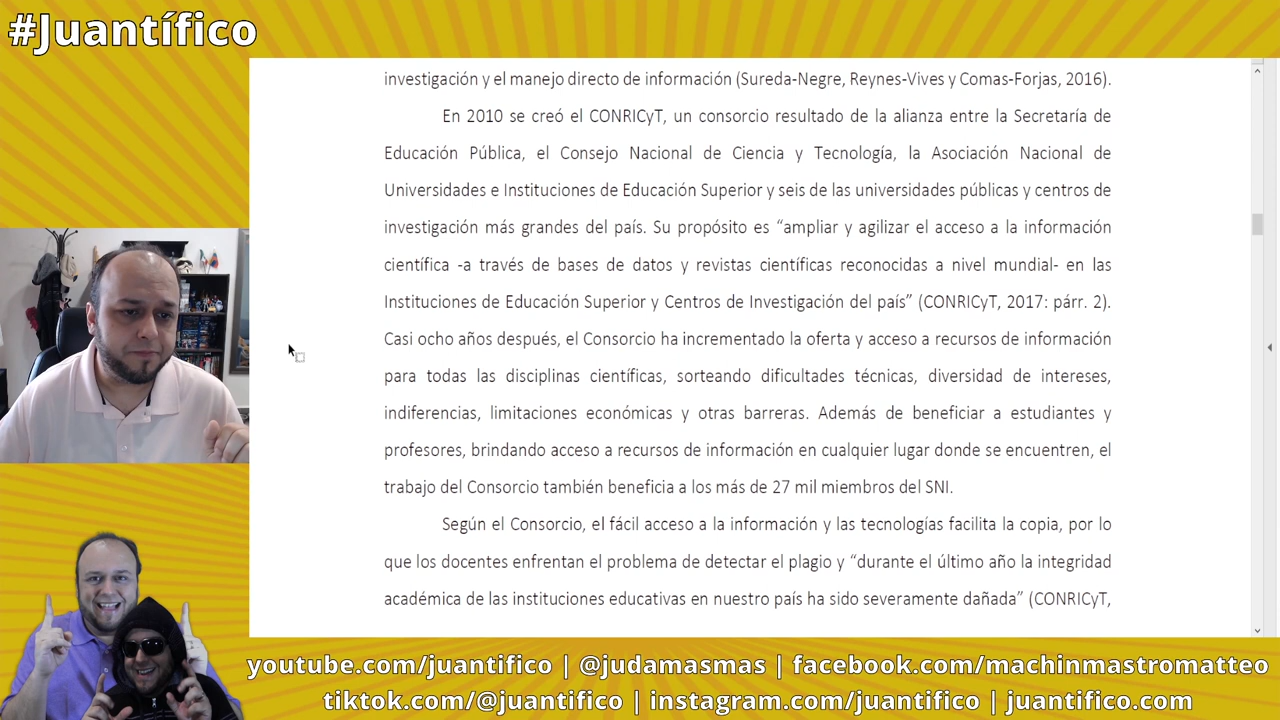 #Juantífico
investigación y el manejo directo de información (Sureda-Negre, Reynes-Vives y Comas-Forjas, 2016).
En 2010 se creó el CONRICyT, un consorcio resultado de la alianza entre la Secretaría de
Educación Pública, el Consejo Nacional de Ciencia y Tecnología, la Asociación Nacional de
Universidades e Instituciones de Educación Superior y seis de las universidades públicas y centros de
investigación más grandes del país. Su propósito es “ampliar y agilizar el acceso a la información
científica -a través de bases de datos y revistas científicas reconocidas a nivel mundial- en las
Instituciones de Educación Superior y Centros de Investigación del país” (CONRICyT, 2017: párr. 2).
Casi ocho años después, el Consorcio ha incrementado la oferta y acceso a recursos de información
para todas las disciplinas científicas, sorteando dificultades técnicas, diversidad de intereses,
indiferencias, limitaciones económicas y otras barreras. Además de beneficiar a estudiantes y
profesores, brindando acceso a recursos de información en cualquier lugar donde se encuentren, el
trabajo del Consorcio también beneficia a los más de 27 mil miembros del SNI.
Según el Consorcio, el fácil acceso a la información y las tecnologías facilita la copia, por lo
que los docentes enfrentan el problema de detectar el plagio y “durante el último año la integridad
académica de las instituciones educativas en nuestro país ha sido severamente dañada” (CONRICyT,
youtube.com/juantifico | @judamasmas | facebook.com/machinmastromatteo
tiktok.com/@juantifico | instagram.com/juantifico | juantifico.com